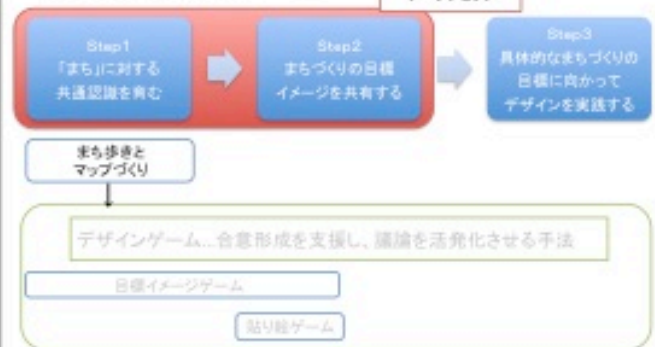 Step1
「まち」に対する
共通認識を育む
Step2
まちづくりの目標
イメージを共有する
Step3
具体的なまちづくりの
目標に向かって
デザインを実践する
まち歩きと
マップづくり
デザインゲーム…合意形成を支援し、議論を活発化させる手法
目標イメージゲーム
貼り絵ゲーム